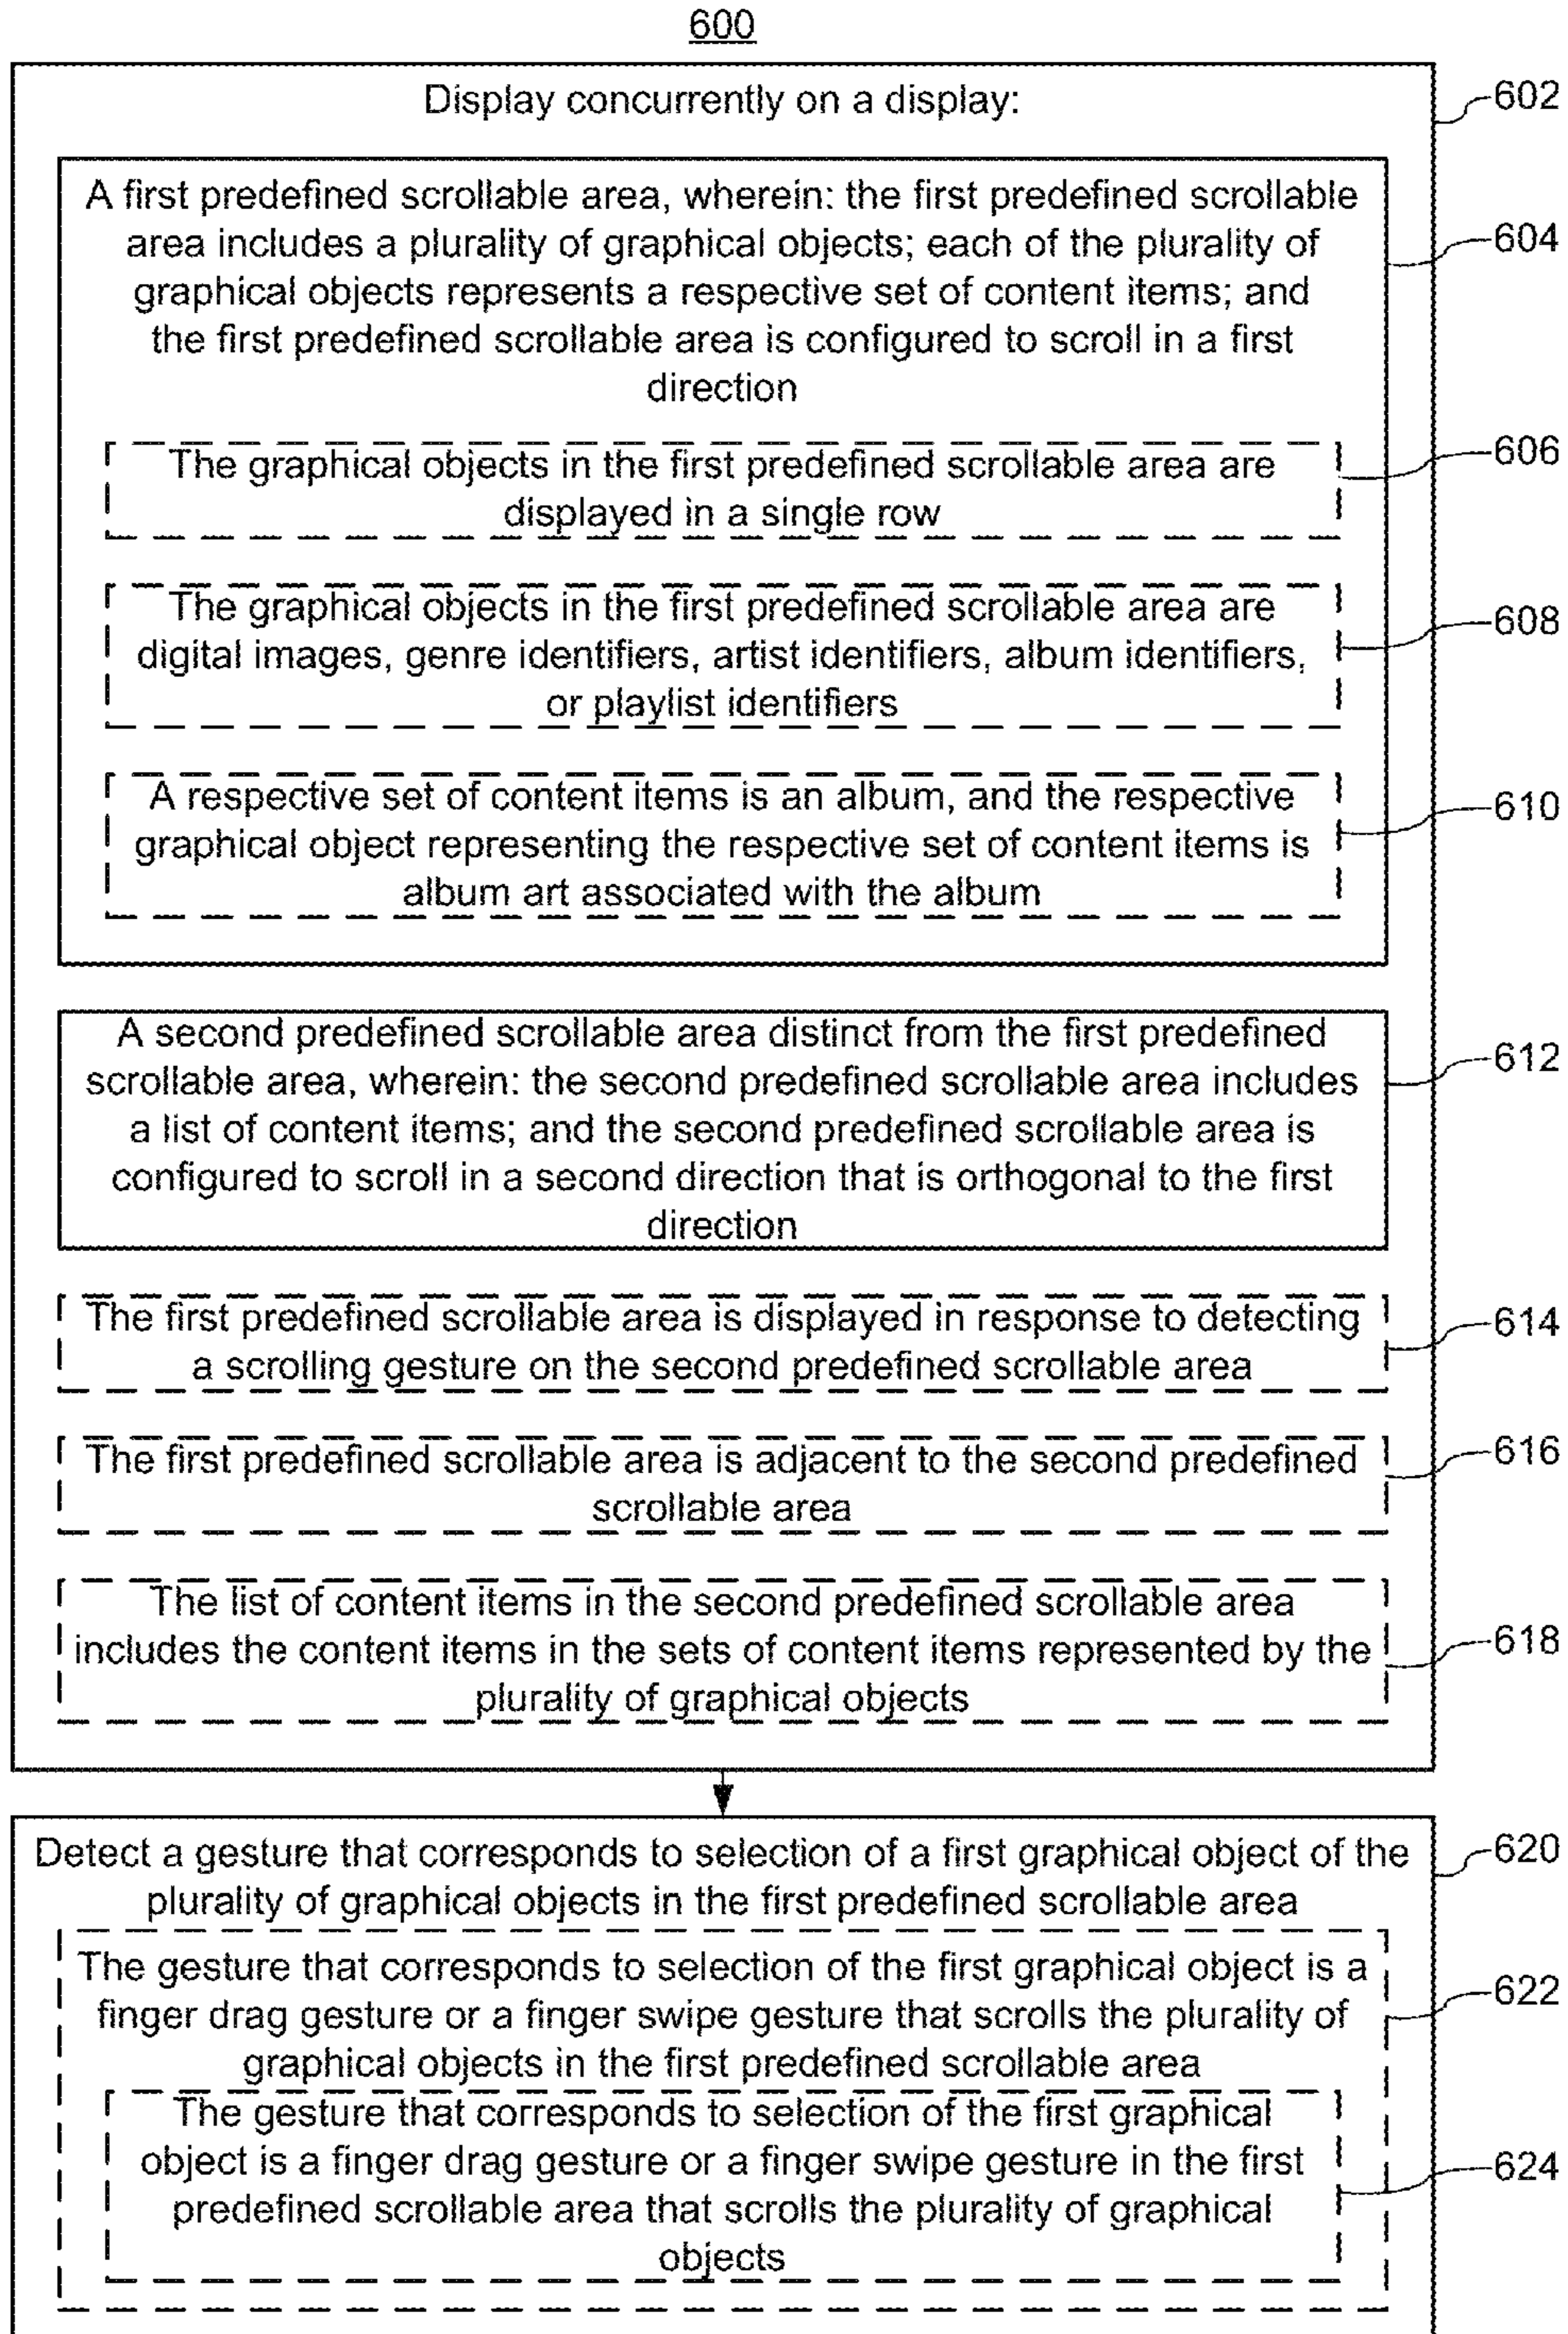 600
Display concurrently on a display:
602
A first predefined scrollable area, wherein: the first predefined scrollable
area includes a plurality of graphical objects; each of the plurality of
graphical objects represents a respective set of content items; and
the first predefined scrollable area is configured to scroll in a first
direction
604
The graphical objects in the first predefined scrollable area are
displayed in a single row
606
The graphical objects in the first predefined scrollable area are
digital images, genre identifiers, artist identifiers, album identifiers,
or playlist identifiers
608
A respective set of content items is an album, and the respective
graphical object representing the respective set of content items is
album art associated with the album
610
A second predefined scrollable area distinct from the first predefined
scrollable area, wherein: the second predefined scrollable area includes
a list of content items; and the second predefined scrollable area is
configured to scroll in a second direction that is orthogonal to the first
direction
612
The first predefined scrollable area is displayed in response to detecting
a scrolling gesture on the second predefined scrollable area
614
The first predefined scrollable area is adjacent to the second predefined
scrollable area
616
The list of content items in the second predefined scrollable area
includes the content items in the sets of content items represented by the
plurality of graphical objects
618
Detect a gesture that corresponds to selection of a first graphical object of the
plurality of graphical objects in the first predefined scrollable area
620
The gesture that corresponds to selection of the first graphical object is a
finger drag gesture or a finger swipe gesture that scrolls the plurality of
graphical objects in the first predefined scrollable area
622
The gesture that corresponds to selection of the first graphical
object is a finger drag gesture or a finger swipe gesture in the first
predefined scrollable area that scrolls the plurality of graphical
objects
624